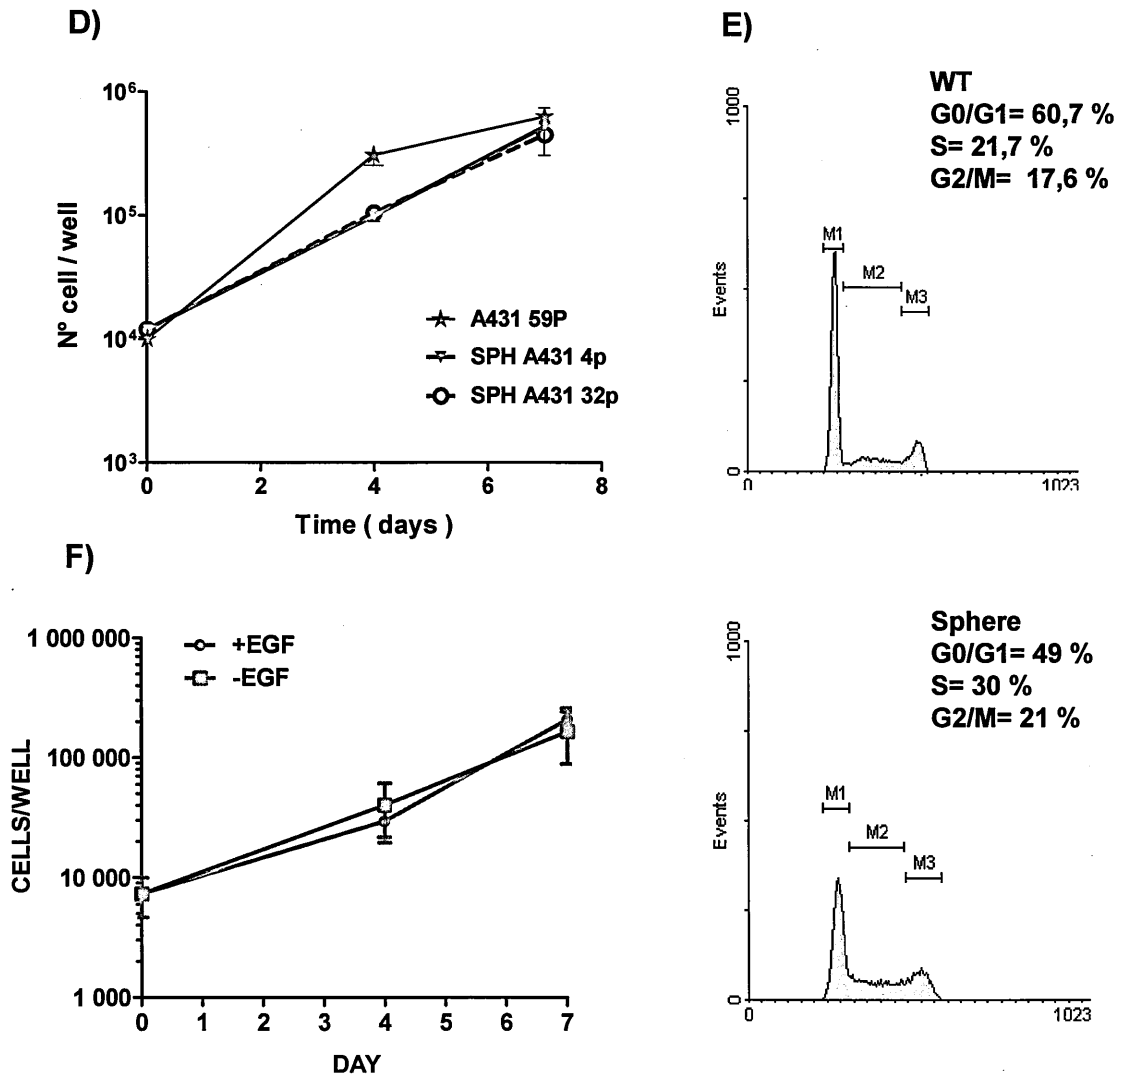 D)
10⁶
10⁵
10⁴
10³
N° cell / well
A431 59P
SPH A431 4p
SPH A431 32p
0 2 4 6 8
Time ( days )
E)
WT
G0/G1= 60,7 %
S= 21,7 %
G2/M= 17,6 %
1000
Events
0
M1
M2
M3
0 1023
F)
+EGF
-EGF
1 000 000
100 000
10 000
1 000
CELLS/WELL
0 1 2 3 4 5 6 7
DAY
Sphere
G0/G1= 49 %
S= 30 %
G2/M= 21 %
1000
Events
0
M1
M2
M3
0 1023